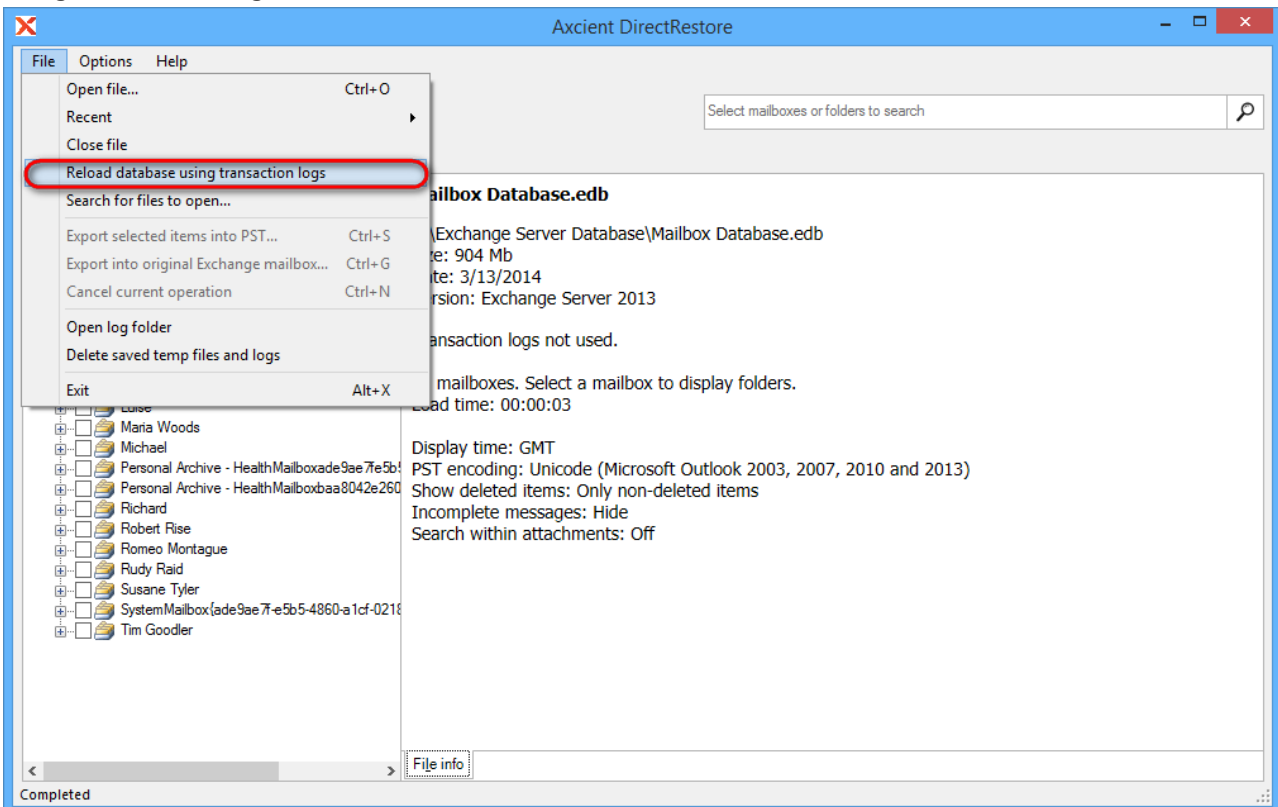 Axcient DirectRestore
File Options Help
Open file... Ctrl+O
Recent
Close file
Reload database using transaction logs
Search for files to open...
Export selected items into PST... Ctrl+S
Export into original Exchange mailbox... Ctrl+G
Cancel current operation Ctrl+N
Open log folder
Delete saved temp files and logs
Exit Alt+X
Select mailboxes or folders to search
Maria Woods
Michael
Personal Archive - HealthMailboxade9ae7fe5b5
Personal Archive - HealthMailboxbaa8042e260
Richard
Robert Rise
Romeo Montague
Rudy Raid
Susane Tyler
SystemMailbox{ade9ae7f-e5b5-4860-a1cf-0218
Tim Goodler
ailbox Database.edb
\Exchange Server Database\Mailbox Database.edb
ze: 904 Mb
ate: 3/13/2014
rsion: Exchange Server 2013
ansaction logs not used.
mailboxes. Select a mailbox to display folders.
Load time: 00:00:03
Display time: GMT
PST encoding: Unicode (Microsoft Outlook 2003, 2007, 2010 and 2013)
Show deleted items: Only non-deleted items
Incomplete messages: Hide
Search within attachments: Off
File info
Completed